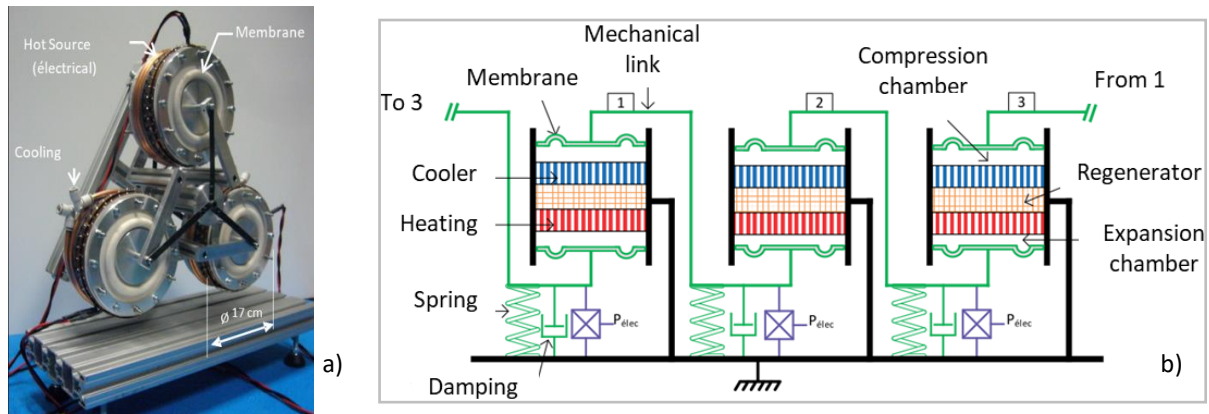 Hot Source
(électrical)
Membrane
Cooling
Ø 17 cm
a)
Mechanical
link
Membrane
Compression
chamber
To 3
1
2
3
From 1
Cooler
Regenerator
Heating
Expansion
chamber
Spring
Pélec
Pélec
Pélec
Damping
b)